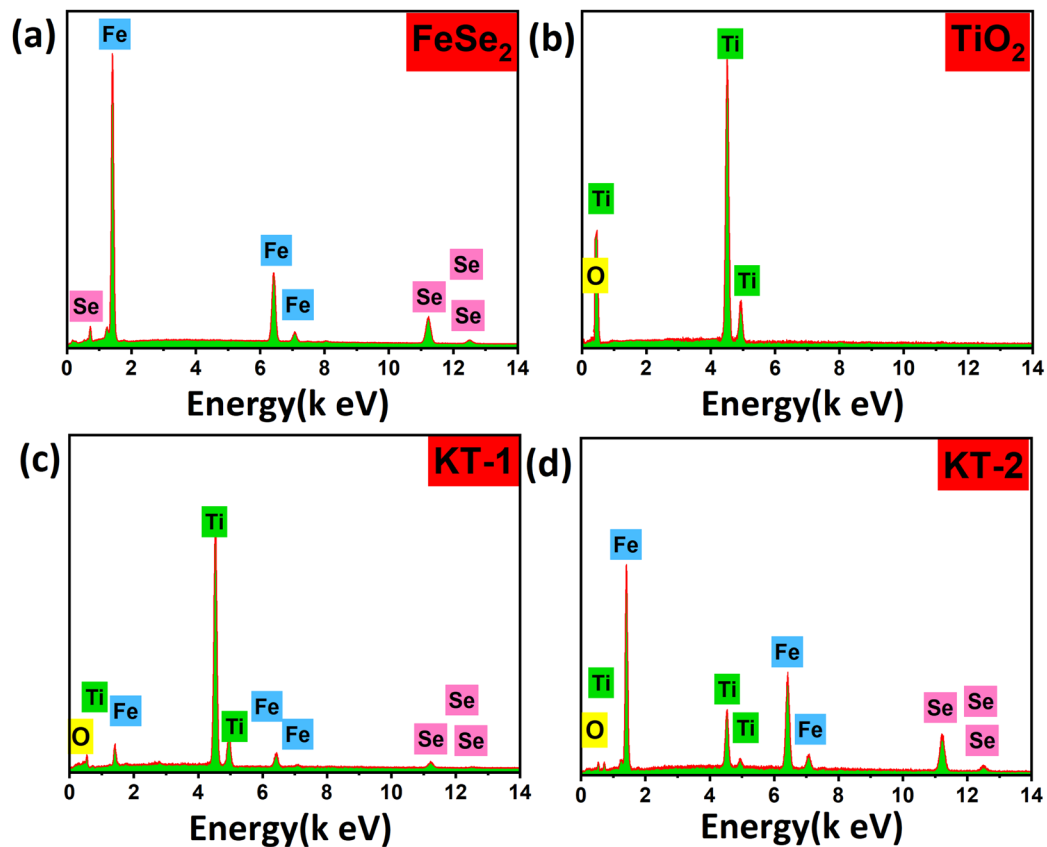 (a)
FeSe₂
Fe
Se
Fe
Fe
Se
Se
Se
0 2 4 6 8 10 12 14
Energy(k eV)
(b)
TiO₂
Ti
Ti
O
Ti
0 2 4 6 8 10 12 14
Energy(k eV)
(c)
KT-1
Ti
Ti
Fe
O
Ti
Fe
Fe
Se
Se
Se
0 2 4 6 8 10 12 14
Energy(k eV)
(d)
KT-2
Fe
Ti
O
Ti
Ti
Fe
Fe
Se
Se
Se
0 2 4 6 8 10 12 14
Energy(k eV)